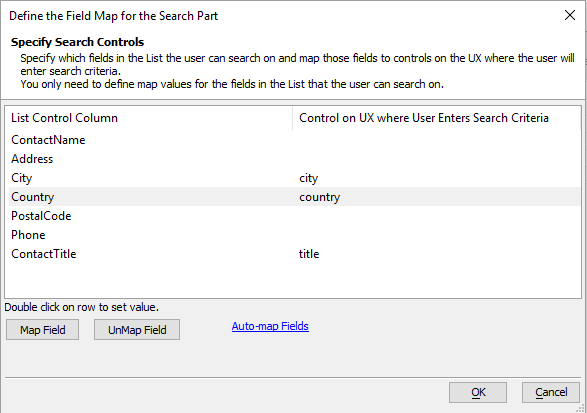 Define the Field Map for the Search Part
Specify Search Controls
Specify which fields in the List the user can search on and map those fields to controls on the UX where the user will
enter search criteria.
You only need to define map values for the fields in the List that the user can search on.
List Control Column Control on UX where User Enters Search Criteria
ContactName
Address
City city
Country country
PostalCode
Phone
ContactTitle title
Double click on row to set value.
Map Field UnMap Field Auto-map Fields
OK Cancel